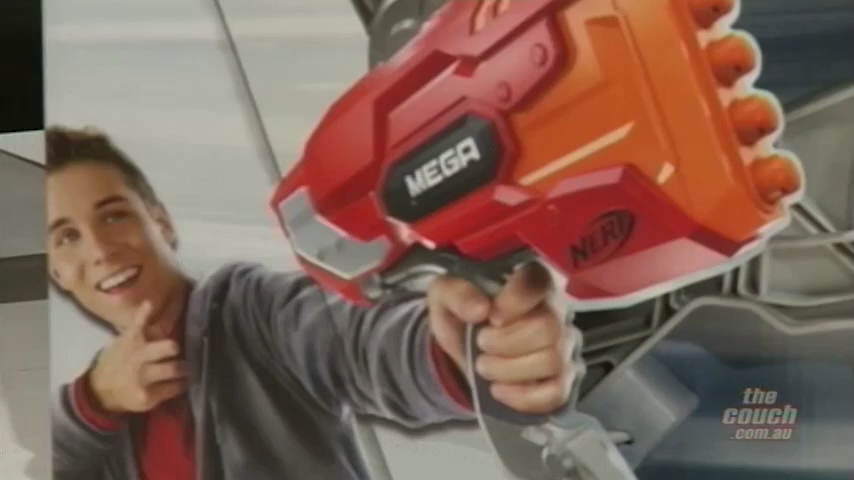 MEGA
NERF
the
couch
.com.au